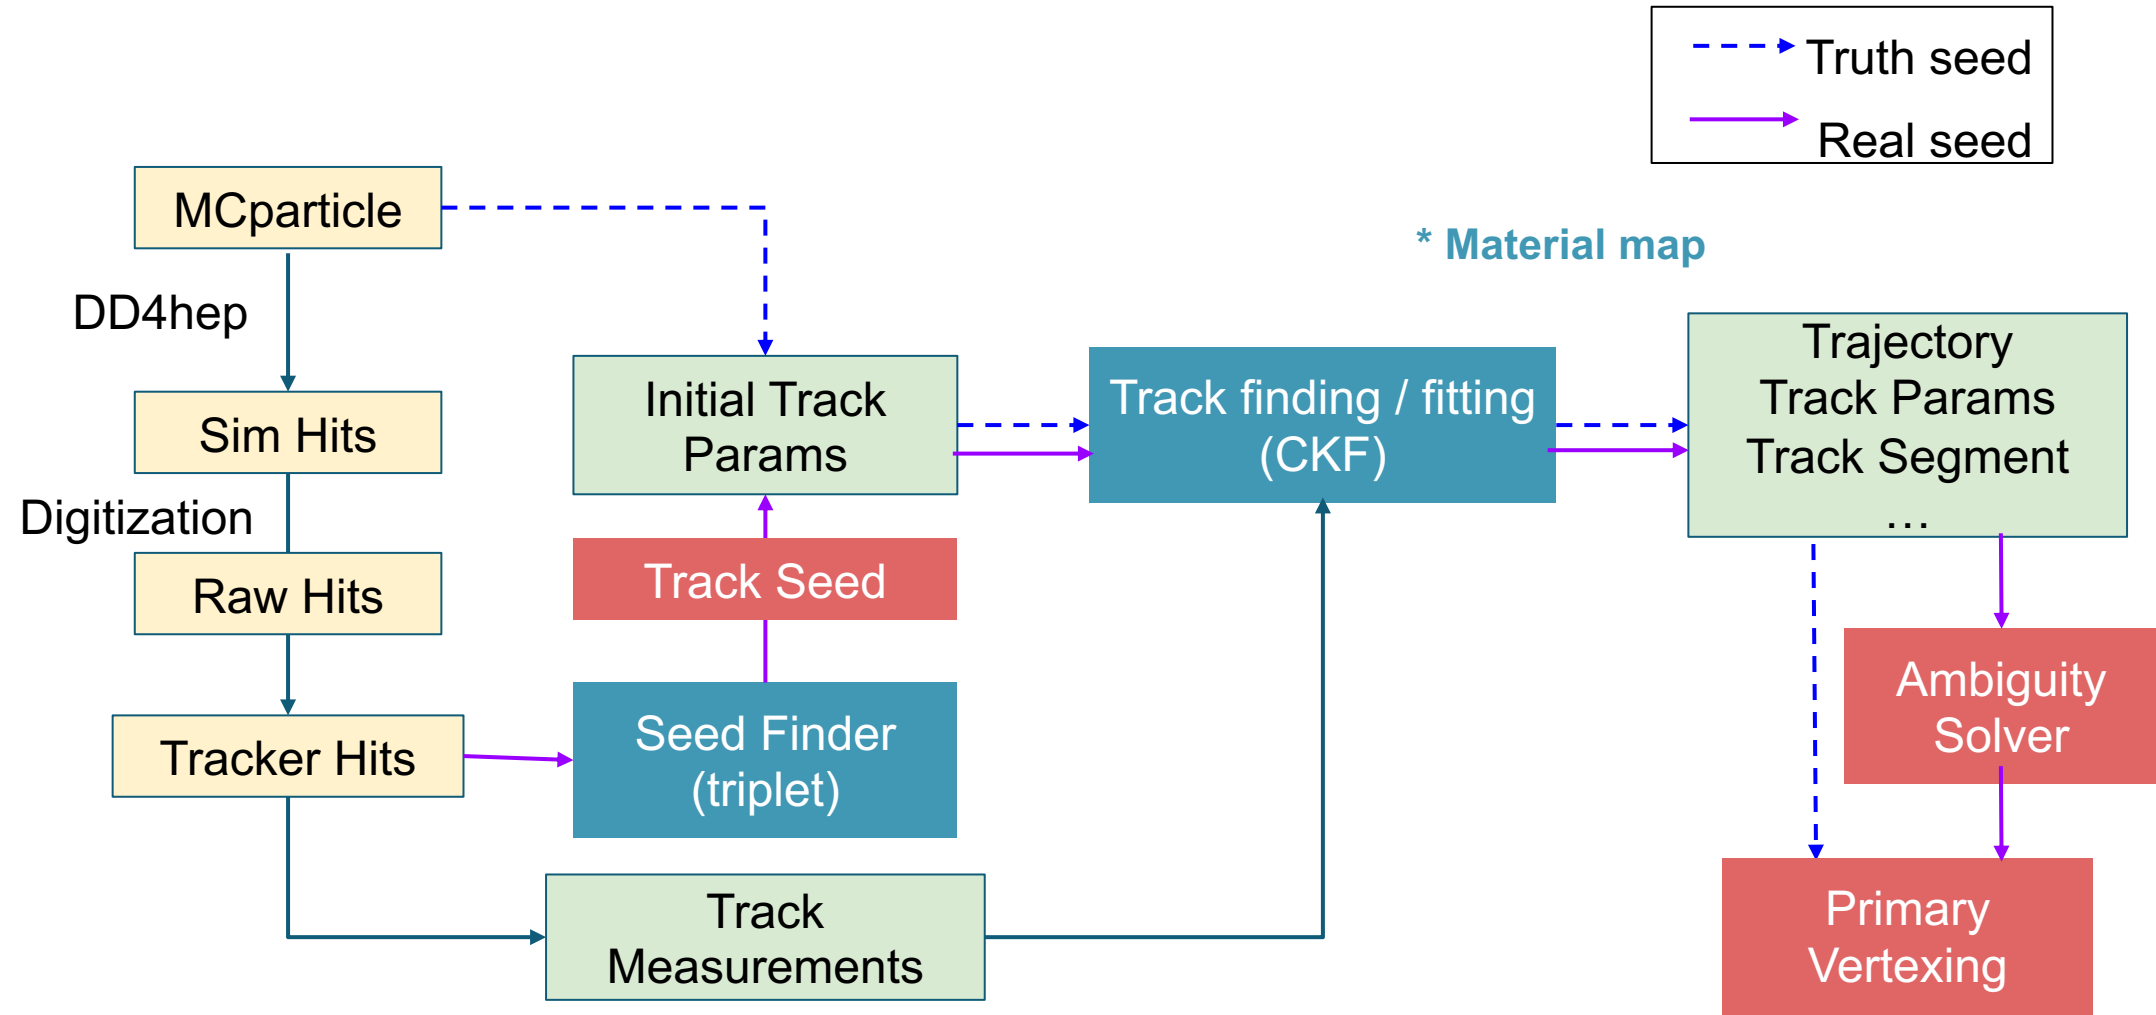 Truth seed
Real seed
MCparticle
* Material map
DD4hep
Initial Track
Params
Track finding / fitting
(CKF)
Trajectory
Track Params
Track Segment
…
Sim Hits
Digitization
Raw Hits
Track Seed
Ambiguity
Solver
Tracker Hits
Seed Finder
(triplet)
Track
Measurements
Primary
Vertexing